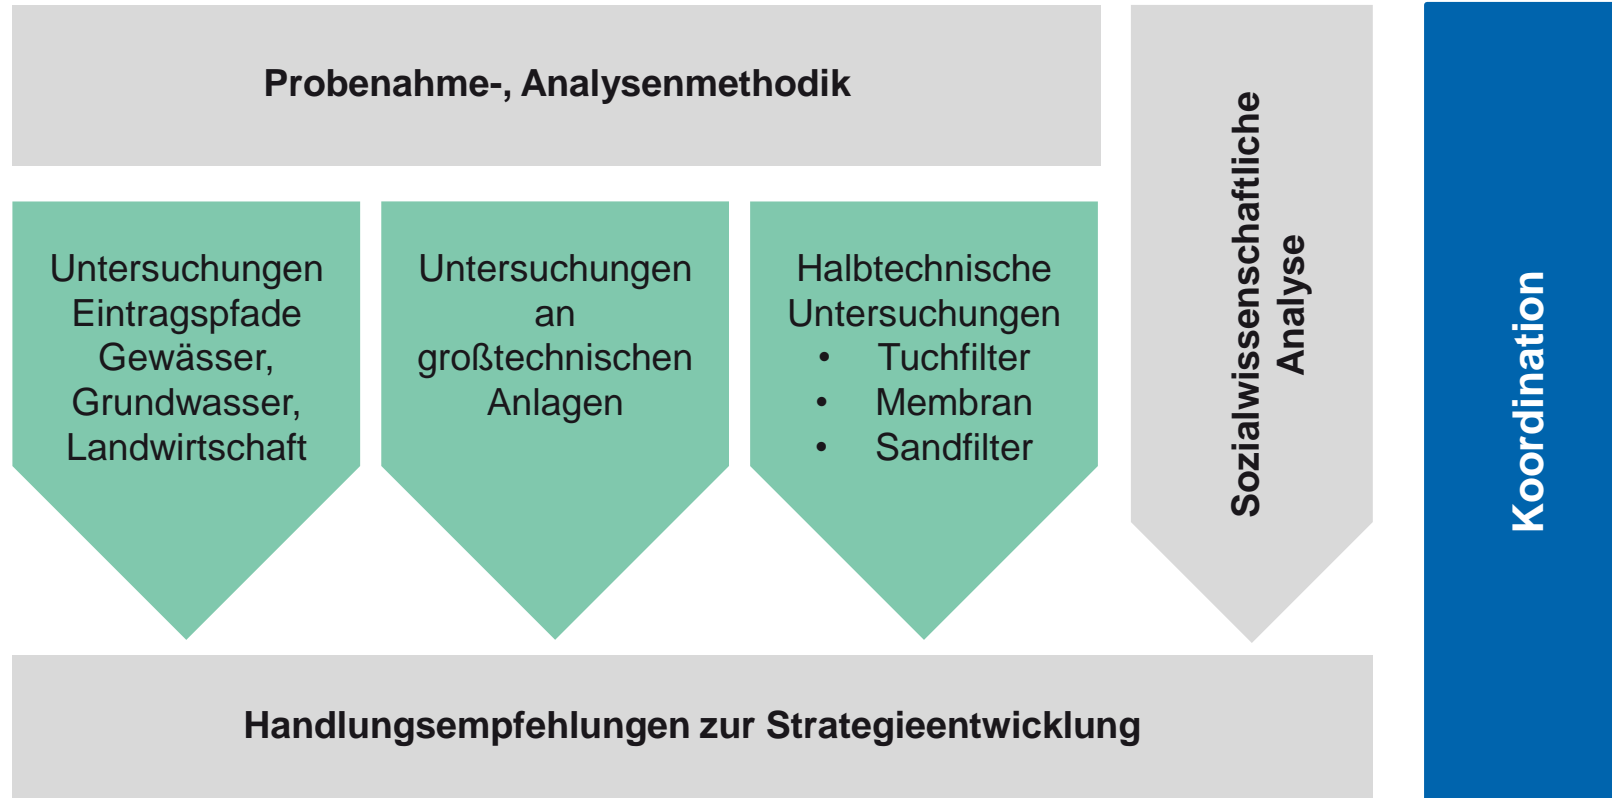 Probenahme-, Analysenmethodik
Untersuchungen
Eintragspfade
Gewässer,
Grundwasser,
Landwirtschaft
Untersuchungen
an
großtechnischen
Anlagen
Halbtechnische
Untersuchungen
• Tuchfilter
• Membran
• Sandfilter
Sozialwissenschaftliche
Analyse
Koordination
Handlungsempfehlungen zur Strategieentwicklung